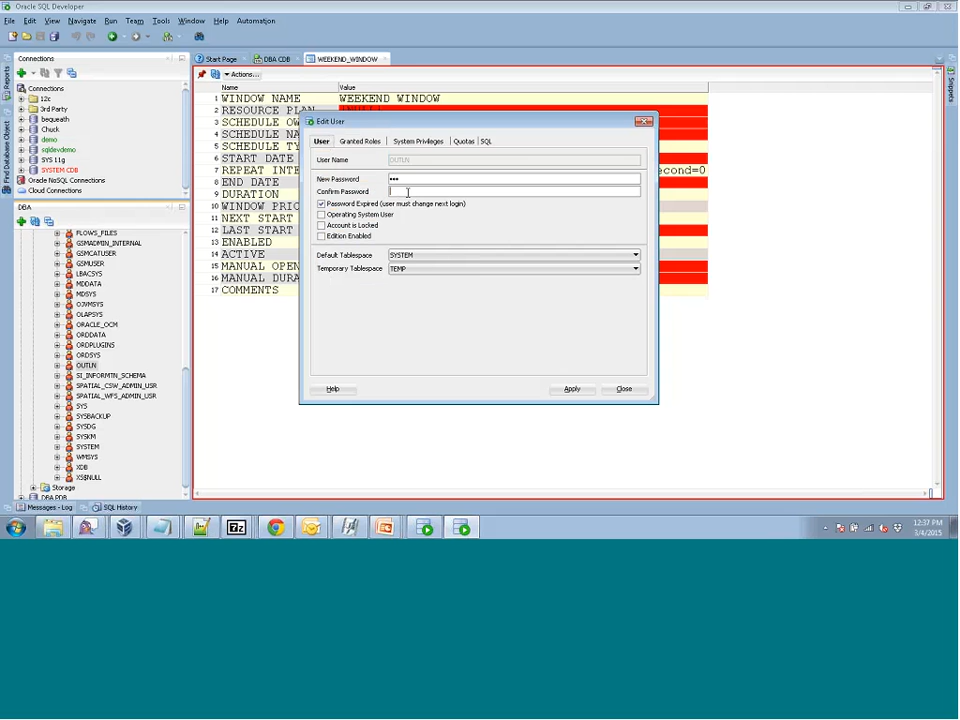 Oracle SQL Developer
File Edit View Navigate Run Team Tools Window Help Automation
Connections
Start Page
DBA CDB
WEEKEND_WINDOW
Actions...
Reports
Find Database Object
Snippets
Connections
12c
3rd Party
bequeath
Chuck
demo
sqldevdemo
SYS 11g
SYSTEM CDB
Oracle NoSQL Connections
Cloud Connections
DBA
FLOWS_FILES
GSMADMIN_INTERNAL
GSMCATUSER
GSMUSER
LBACSYS
MDDATA
MDSYS
OJVMSYS
OLAPSYS
ORACLE_OCM
ORDDATA
ORDPLUGINS
ORDSYS
OUTLN
SI_INFORMTN_SCHEMA
SPATIAL_CSW_ADMIN_USR
SPATIAL_WFS_ADMIN_USR
SYS
SYSBACKUP
SYSDG
SYSKM
SYSTEM
WMSYS
XDB
XS$NULL
Storage
DBA PDB
Name Value
1 WINDOW NAME WEEKEND WINDOW
2 RESOURCE PLAN
3 SCHEDULE OW
4 SCHEDULE NA
5 SCHEDULE TY
6 START DATE
7 REPEAT INTE econd=0
8 END DATE
9 DURATION
10 WINDOW PRIO
11 NEXT START
12 LAST START
13 ENABLED
14 ACTIVE
15 MANUAL OPEN
16 MANUAL DURA
17 COMMENTS
Edit User
User Granted Roles System Privileges Quotas SQL
User Name OUTLN
New Password •••
Confirm Password
Password Expired (user must change next login)
Operating System User
Account is Locked
Edition Enabled
Default Tablespace SYSTEM
Temporary Tablespace TEMP
Help Apply Close
Messages - Log SQL History
7z
12:37 PM
3/4/2015